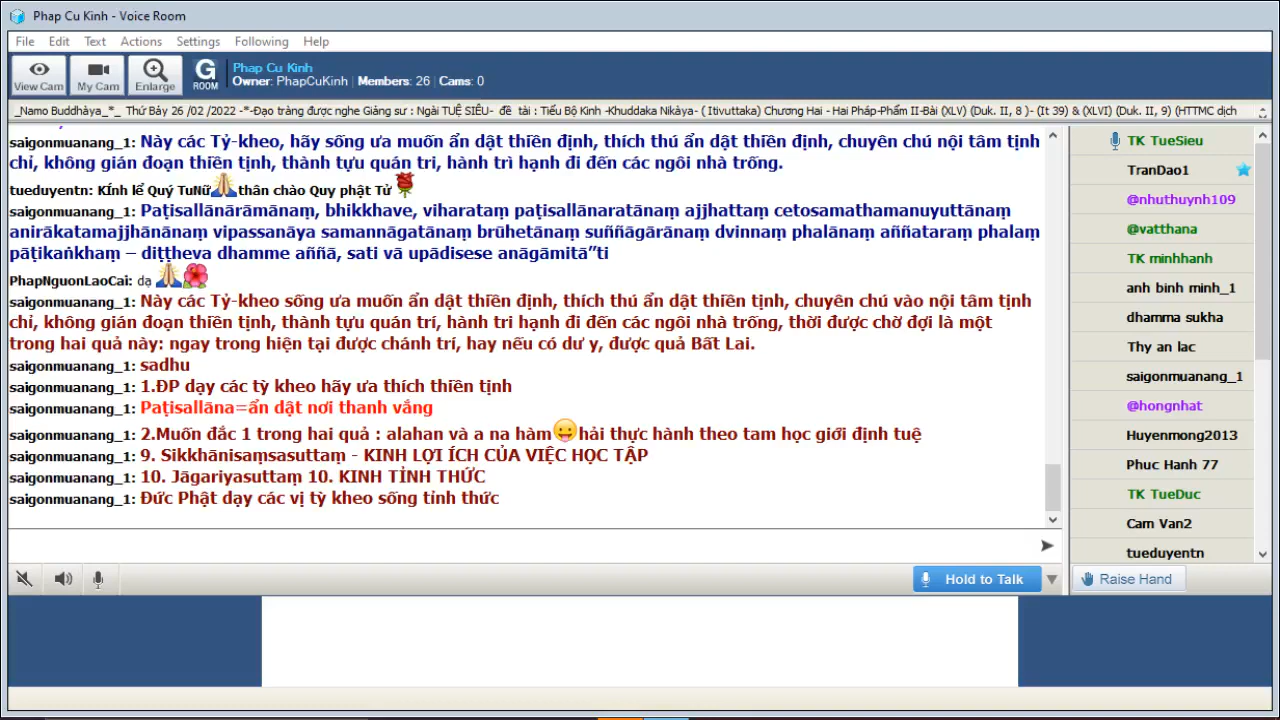 Phap Cu Kinh - Voice Room
File Edit Text Actions Settings Following Help
View Cam My Cam Enlarge G ROOM
Phap Cu Kinh
Owner: PhapCuKinh | Members: 26 | Cams: 0
_Namo Buddhàya_*_ Thứ Bảy 26 /02 /2022 -*-Đạo tràng được nghe Giảng sư : Ngài TUỆ SIÊU- đề tài : Tiểu Bộ Kinh -Khuddaka Nikàya- ( Itivuttaka) Chương Hai - Hai Pháp-Phẩm II-Bài (XLV) (Duk. II, 8 )- (It 39) & (XLVI) (Duk. II, 9) (HTTMC dịch
saigonmuanang_1: Này các Tỷ-kheo, hãy sống ưa muốn ẩn dật thiền định, thích thú ẩn dật thiền định, chuyên chú nội tâm tịnh
chỉ, không gián đoạn thiền tịnh, thành tựu quán tri, hành trì hạnh đi đến các ngôi nhà trống.
tueduyentn: KÍnh lể Quý TuNữ🙏thân chào Quy phật Tử 🌹
saigonmuanang_1: Paṭisallānārāmānaṃ, bhikkhave, viharataṃ paṭisallānaratānaṃ ajjhattaṃ cetosamathamanuyuttānaṃ
anirākatamajjhānānaṃ vipassanāya samannāgatānaṃ brūhetānaṃ suññāgārānaṃ dvinnaṃ phalānaṃ aññataraṃ phalaṃ
pāṭikaṅkhaṃ – diṭṭheva dhamme aññā, sati vā upādisese anāgāmitā”ti
PhapNguonLaoCai: dạ 🙏🌺
saigonmuanang_1: Này các Tỷ-kheo sống ưa muốn ẩn dật thiền định, thích thú ẩn dật thiền tịnh, chuyên chú vào nội tâm tịnh
chỉ, không gián đoạn thiền tịnh, thành tựu quán trí, hành tri hạnh đi đến các ngôi nhà trống, thời được chờ đợi là một
trong hai quả này: ngay trong hiện tại được chánh trí, hay nếu có dư y, được quả Bất Lai.
saigonmuanang_1: sadhu
saigonmuanang_1: 1.ĐP dạy các tỳ kheo hãy ưa thích thiền tịnh
saigonmuanang_1: Paṭisallāna=ẩn dật nơi thanh vắng
saigonmuanang_1: 2.Muốn đắc 1 trong hai quả : alahan và a na hàm😛hải thực hành theo tam học giới định tuệ
saigonmuanang_1: 9. Sikkhānisaṃsasuttaṃ - KINH LỢI ÍCH CỦA VIỆC HỌC TẬP
saigonmuanang_1: 10. Jāgariyasuttaṃ 10. KINH TỈNH THỨC
saigonmuanang_1: Đức Phật dạy các vị tỳ kheo sống tỉnh thức
Hold to Talk
TK TueSieu
TranDao1
@nhuthuynh109
@vatthana
TK minhhanh
anh binh minh_1
dhamma sukha
Thy an lac
saigonmuanang_1
@hongnhat
Huyenmong2013
Phuc Hanh 77
TK TueDuc
Cam Van2
tueduyentn
Raise Hand